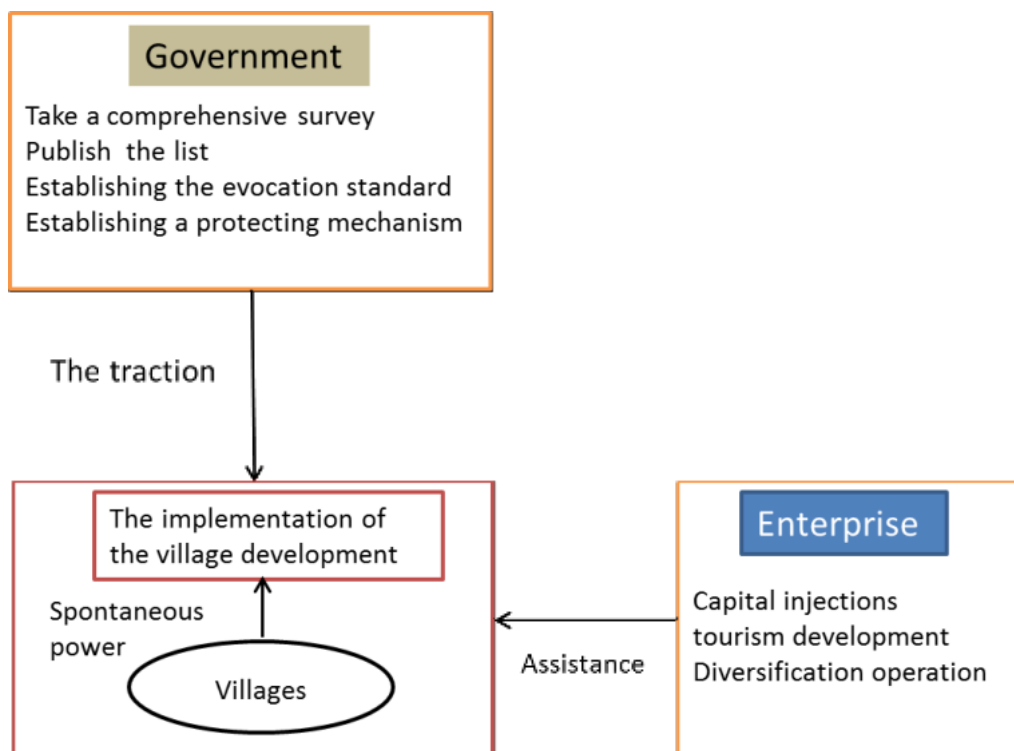 Government
Take a comprehensive survey
Publish the list
Establishing the evocation standard
Establishing a protecting mechanism
The traction
The implementation of
the village development
Spontaneous
power
Villages
Assistance
Enterprise
Capital injections
tourism development
Diversification operation